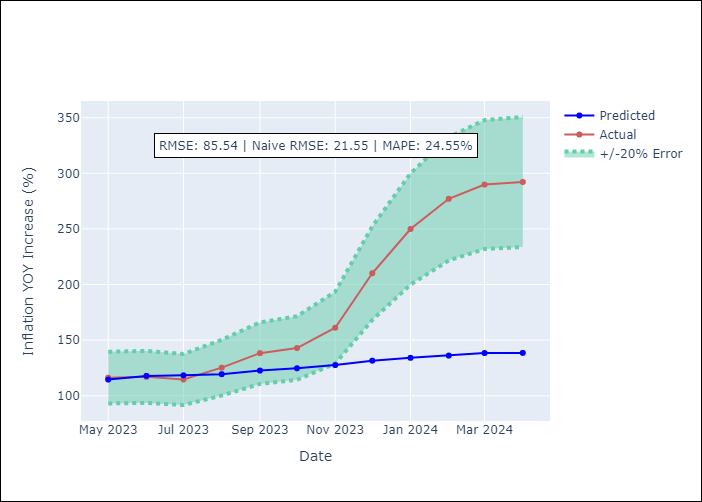 RMSE: 85.54 | Naive RMSE: 21.55 | MAPE: 24.55%
Predicted
Actual
+/-20% Error
Inflation YOY Increase (%)
350
300
250
200
150
100
May 2023
Jul 2023
Sep 2023
Nov 2023
Jan 2024
Mar 2024
Date